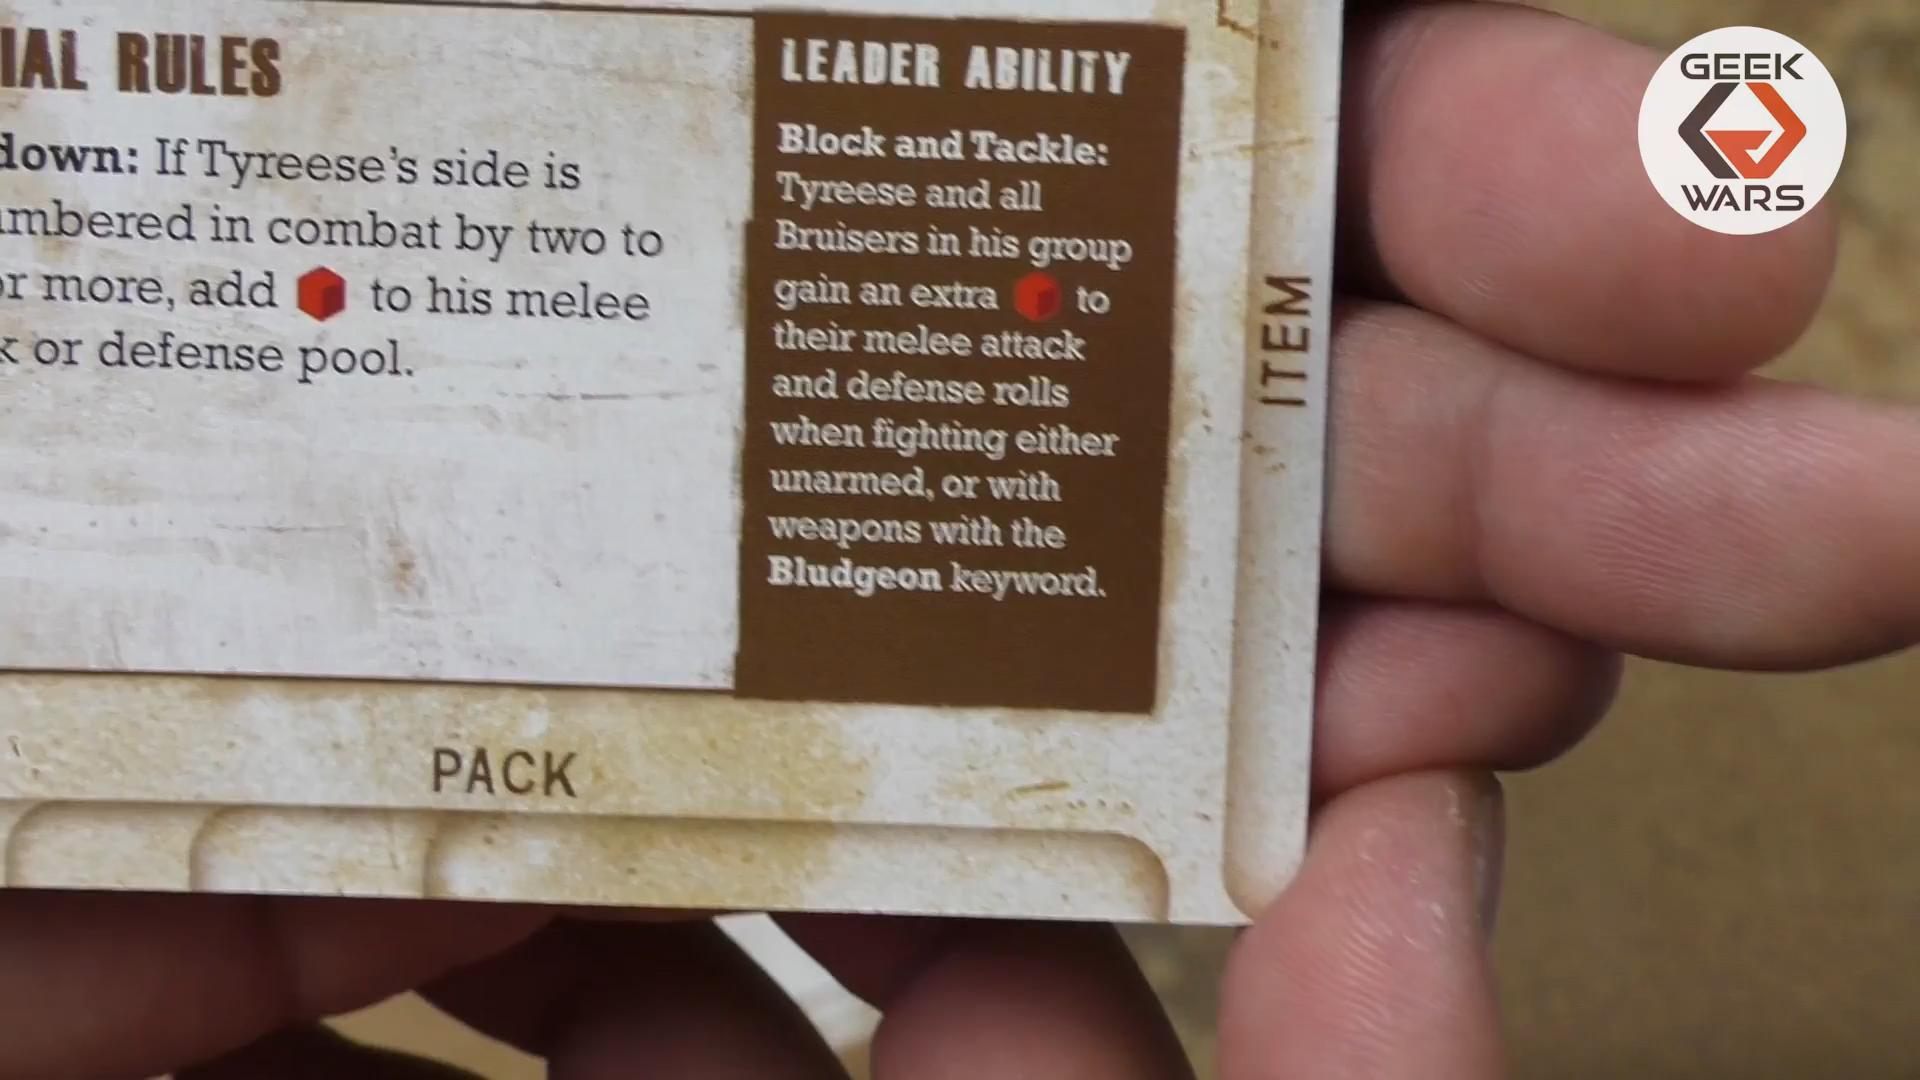 IAL RULES
down: If Tyreese's side is
umbered in combat by two to
or more, add to his melee
k or defense pool.
LEADER ABILITY
Block and Tackle:
Tyreese and all
Bruisers in his group
gain an extra to
their melee attack
and defense rolls
when fighting either
unarmed, or with
weapons with the
Bludgeon keyword.
ITEM
PACK
GEEK
WARS